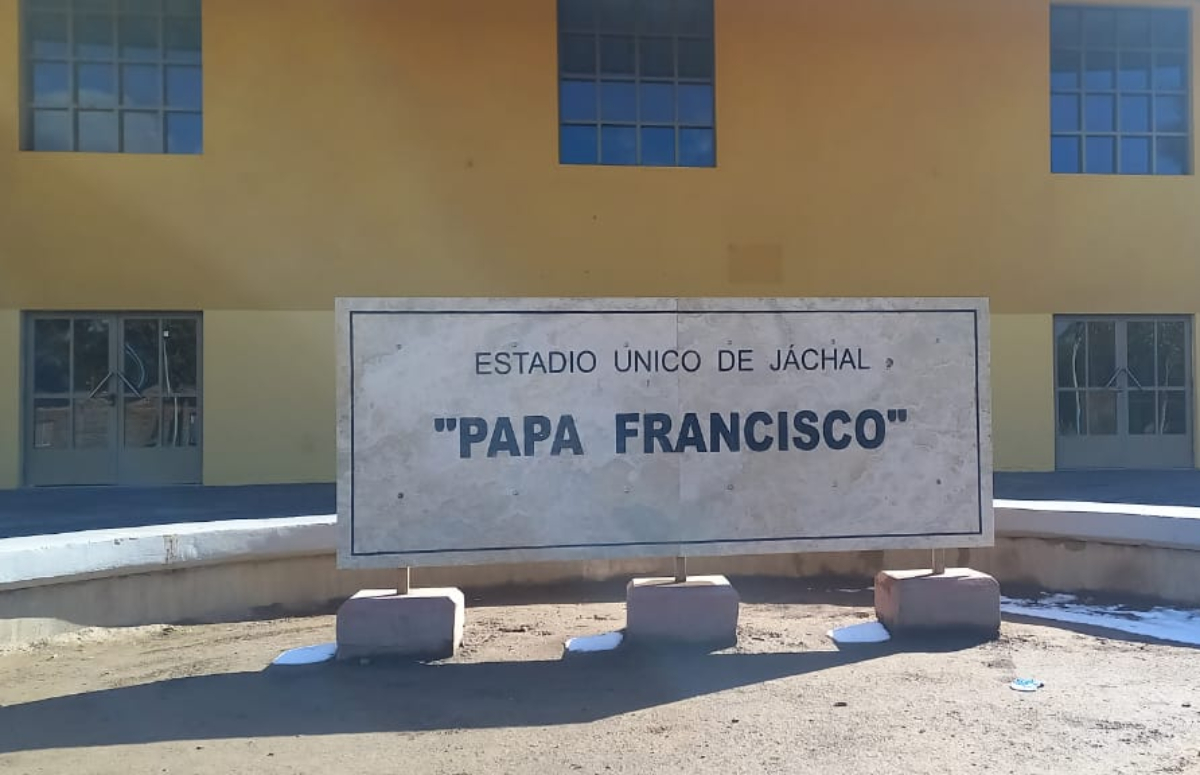 ESTADIO ÚNICO DE JÁCHAL
"PAPA FRANCISCO"